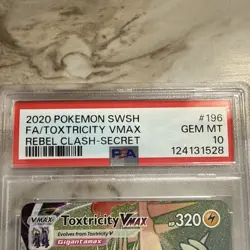 2020 POKEMON SWSH #196
FA/TOXTRICITY VMAX GEM MT
REBEL CLASH-SECRET 10
PSA 124131528
VMAX Toxtricity VMAX HP 320
Evolves from Toxtricity V
Gigantamax